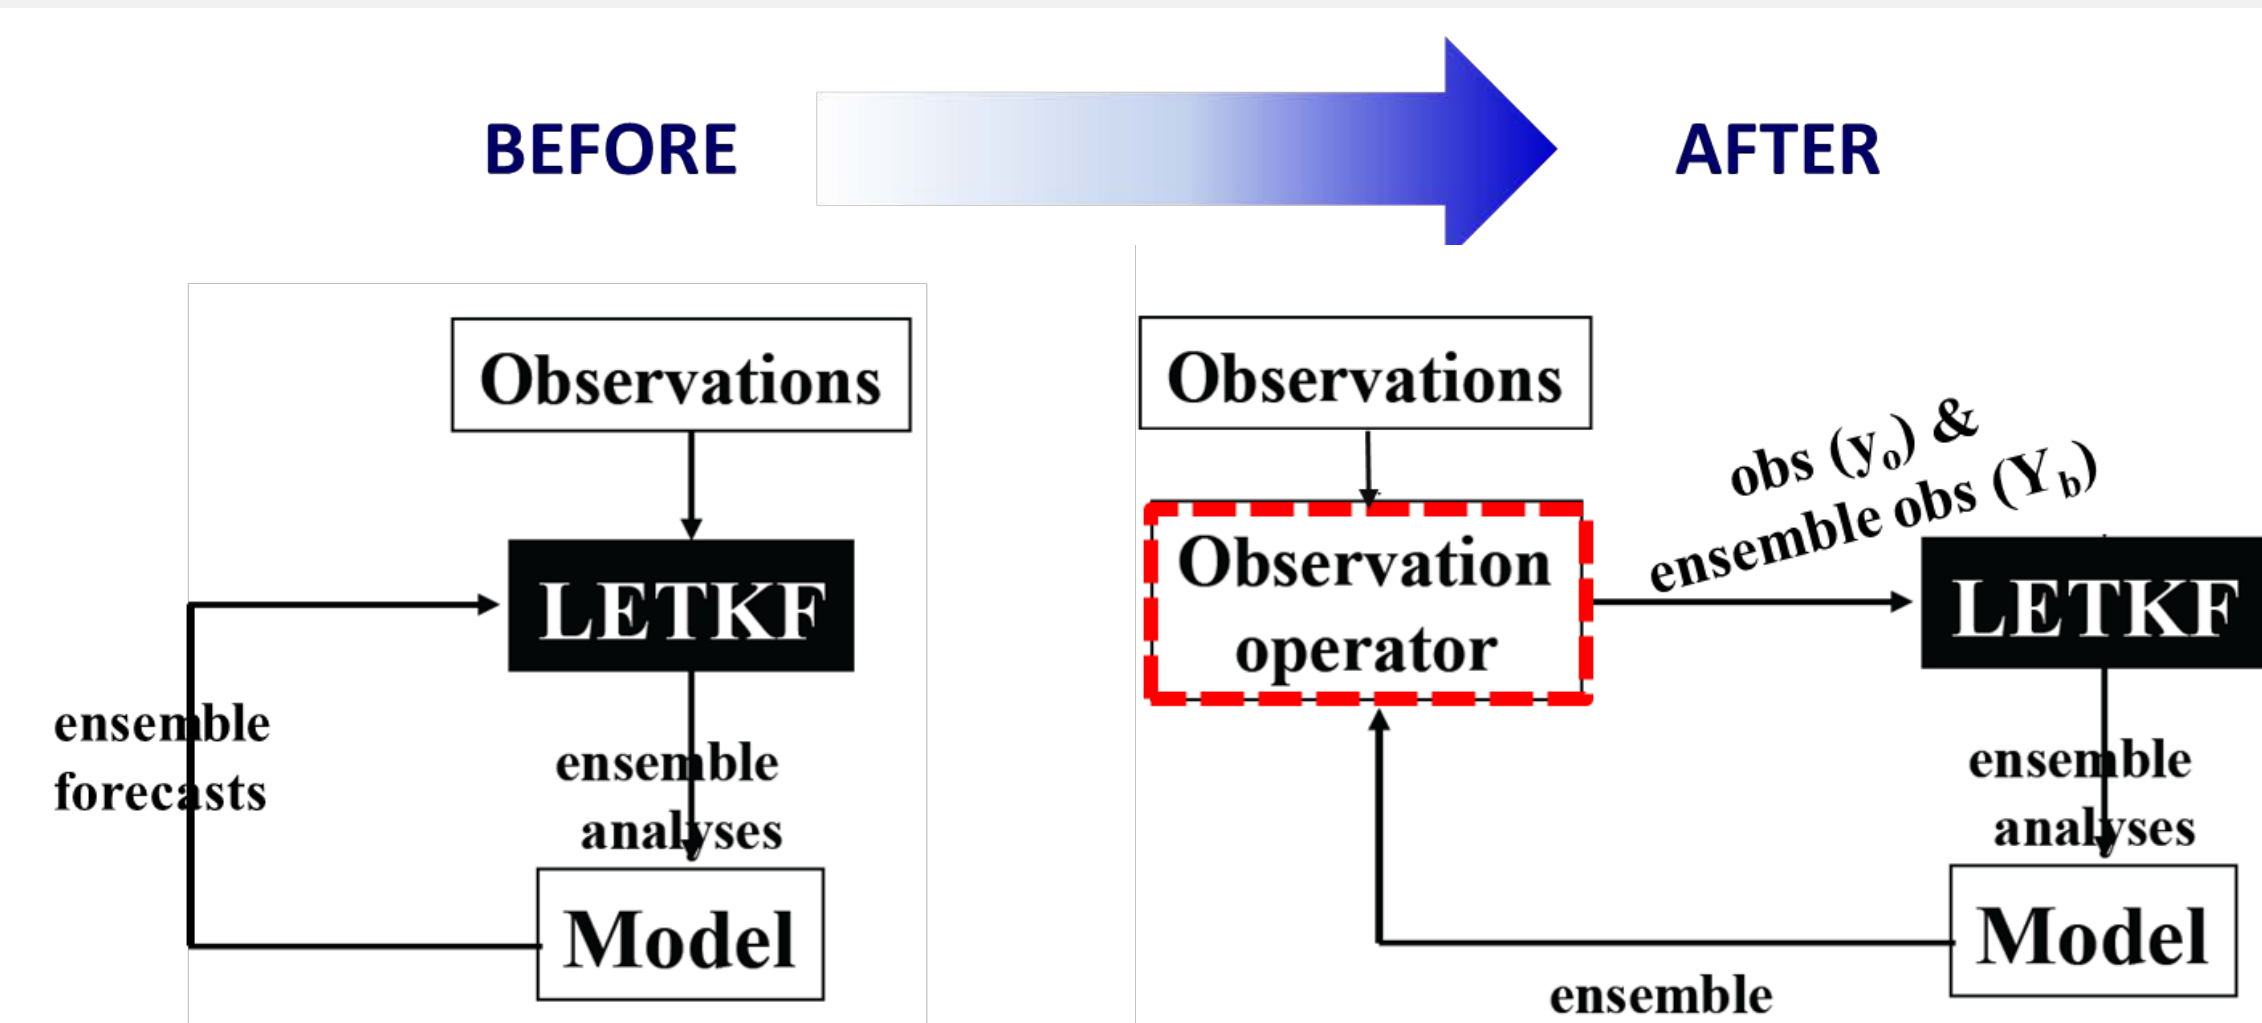 BEFORE
AFTER
Observations
LETKF
ensemble
forecasts
ensemble
analyses
Model
Observations
Observation
operator
obs (yo) &
ensemble obs (Yb)
LETKF
ensemble
analyses
Model
ensemble